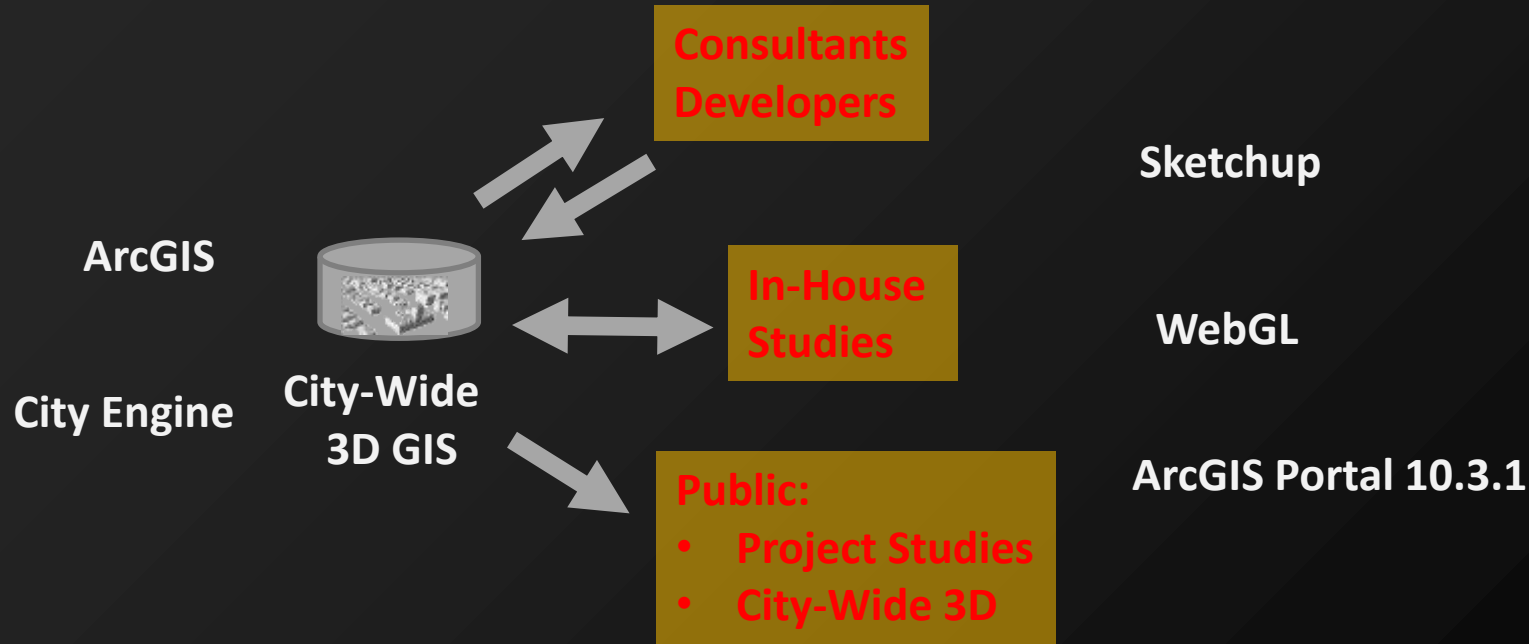 Consultants
Developers
Sketchup
ArcGIS
In-House
Studies
WebGL
City Engine
City-Wide
3D GIS
Public:
• Project Studies
• City-Wide 3D
ArcGIS Portal 10.3.1